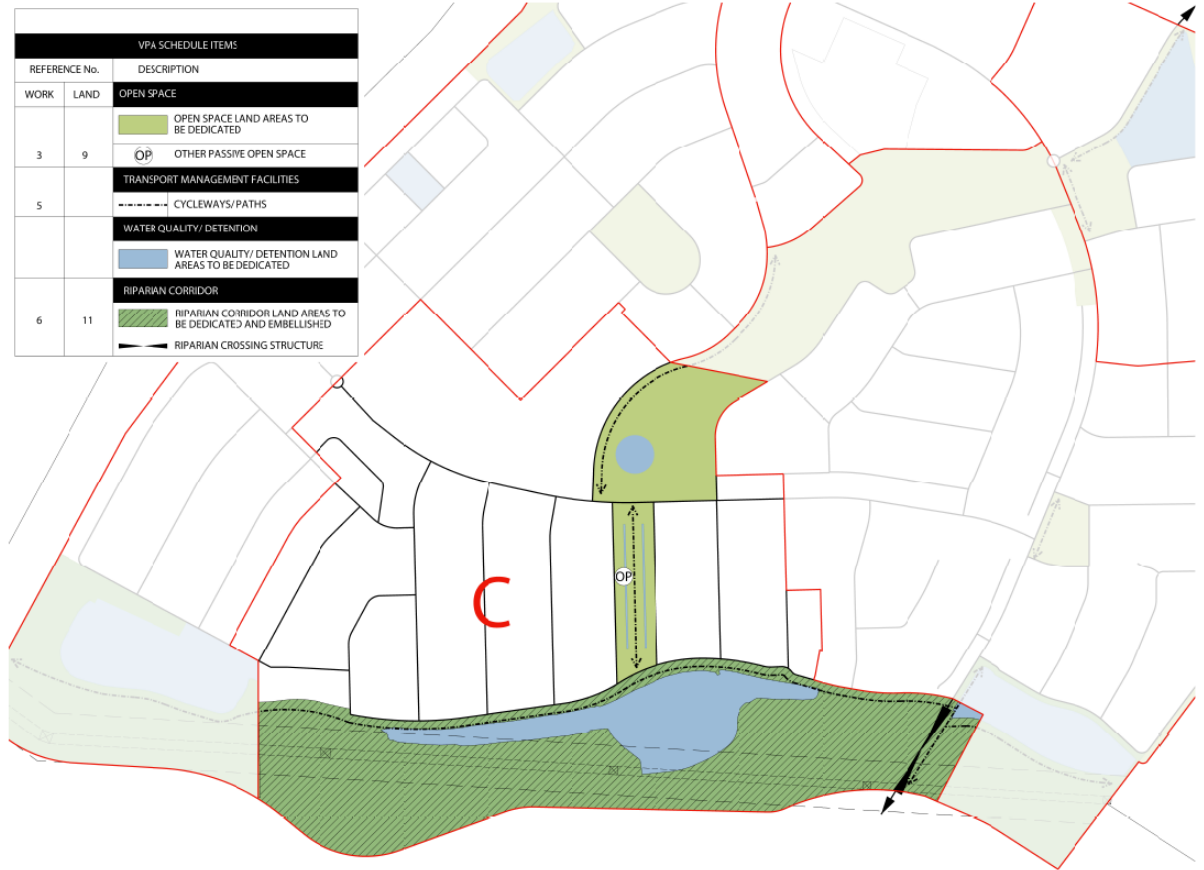 VPA SCHEDULE ITEMS
REFERENCE No. DESCRIPTION
WORK LAND OPEN SPACE
OPEN SPACE LAND AREAS TO
BE DEDICATED
3 9 OP OTHER PASSIVE OPEN SPACE
TRANSPORT MANAGEMENT FACILITIES
5 CYCLEWAYS/PATHS
WATER QUALITY/ DETENTION
WATER QUALITY/ DETENTION LAND
AREAS TO BE DEDICATED
RIPARIAN CORRIDOR
6 11 RIPARIAN CORRIDOR LAND AREAS TO
BE DEDICATED AND EMBELLISHED
RIPARIAN CROSSING STRUCTURE
OP
C